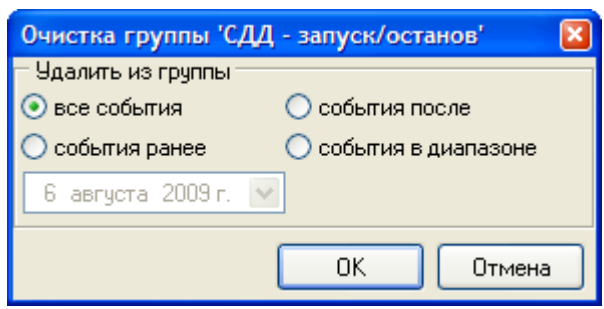 Очистка группы 'СДД - запуск/останов'
Удалить из группы
все события события после
события ранее события в диапазоне
6 августа 2009 г.
OK Отмена